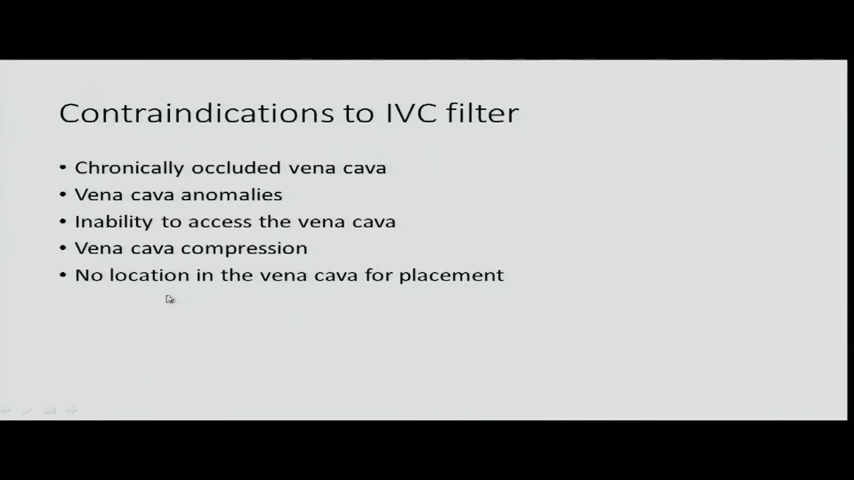 Contraindications to IVC filter
• Chronically occluded vena cava
• Vena cava anomalies
• Inability to access the vena cava
• Vena cava compression
• No location in the vena cava for placement